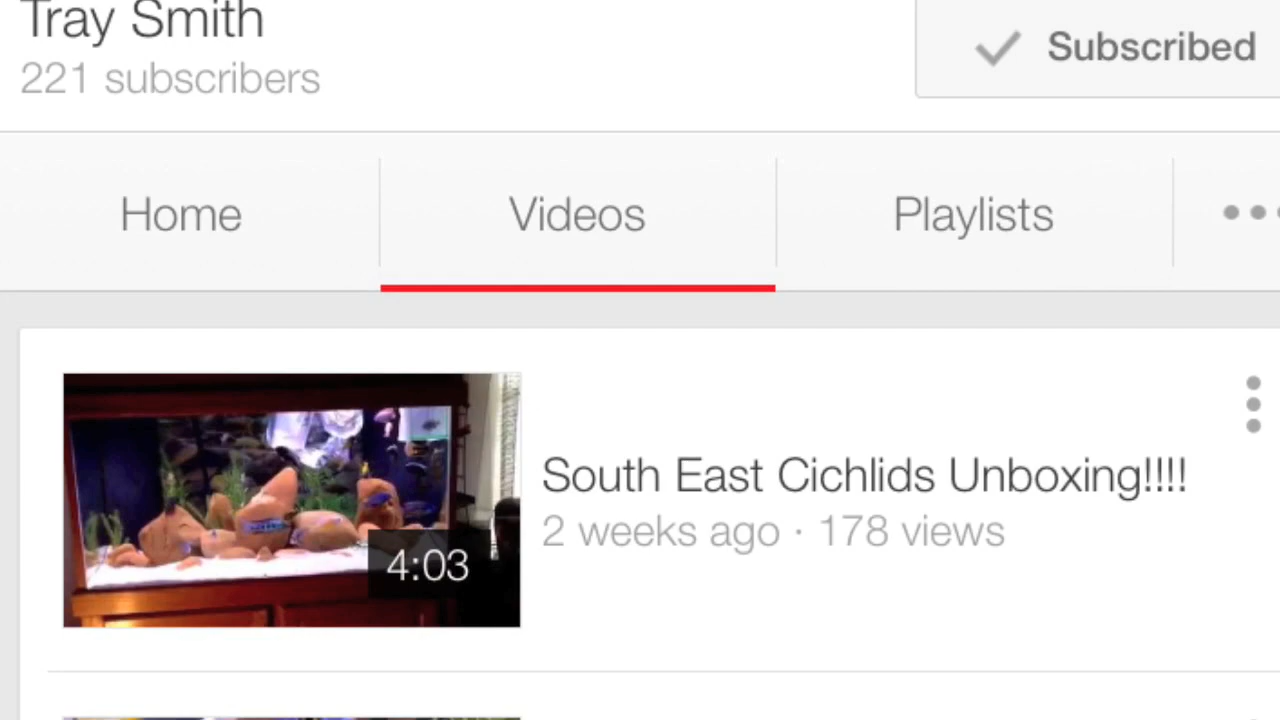 Tray Smith
221 subscribers
Subscribed
Home
Videos
Playlists
South East Cichlids Unboxing!!!!
2 weeks ago · 178 views
4:03